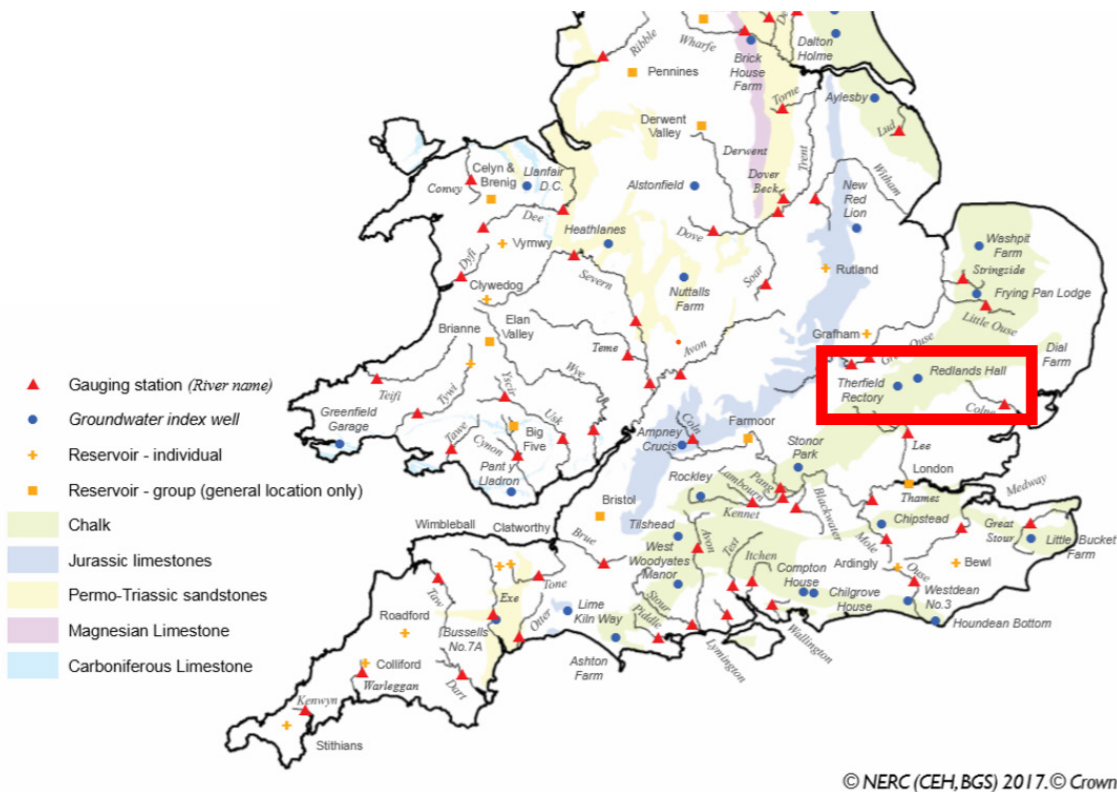 Ribble
Wharfe
Brick
House
Farm
Dalton
Holme
Pennines
Torne
Aylesby
Lud
Derwent
Valley
Derwent
Trent
Witham
Celyn &
Brenig
Llanfair
D.C.
Conwy
Alstonfield
Dover
Beck
New
Red
Lion
Dee
Heathlanes
Dove
Washpit
Farm
Vyrnwy
Dyfi
Stringside
Clywedog
Severn
Nuttalls
Farm
Soar
Rutland
Frying Pan Lodge
Little Ouse
Elan
Valley
Brianne
Teme
Avon
Grafham
Dial
Farm
Redlands Hall
Therfield
Rectory
Colne
Gauging station (River name)
Groundwater index well
Reservoir - individual
Reservoir - group (general location only)
Chalk
Jurassic limestones
Permo-Triassic sandstones
Magnesian Limestone
Carboniferous Limestone
Teifi
Tywi
Yscir
Wye
Greenfield
Garage
Tawe
Cynon
Big
Five
Usk
Pant y
Lladron
Ampney
Crucis
Coln
Farmoor
Stonor
Park
Lee
London
Rockley
Lambourn
Pang
Kennet
Blackwater
Thames
Medway
Bristol
Tilshead
Chipstead
Great
Stour
Little Bucket
Farm
Wimbleball
Clatworthy
Brue
West
Woodyates
Manor
Avon
Test
Itchen
Compton
House
Mole
Ardingly
Bewl
Ouse
Chilgrove
House
Westdean
No.3
Houndean Bottom
Taw
Exe
Tone
Roadford
Bussells
No.7A
Otter
Lime
Kiln Way
Stour
Piddle
Wallington
Lymington
Ashton
Farm
Colliford
Warleggan
Dart
Kenwyn
Stithians
© NERC (CEH, BGS) 2017. © Crown